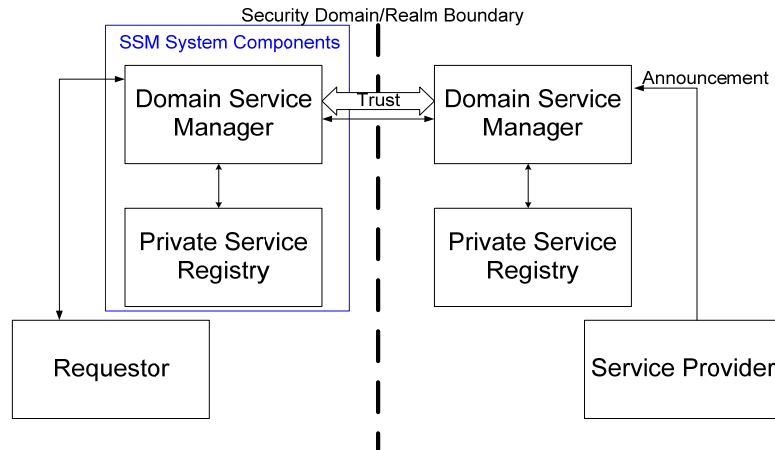 Security Domain/Realm Boundary
SSM System Components
Domain Service
Manager
Trust
Domain Service
Manager
Announcement
Private Service
Registry
Private Service
Registry
Requestor
Service Provider